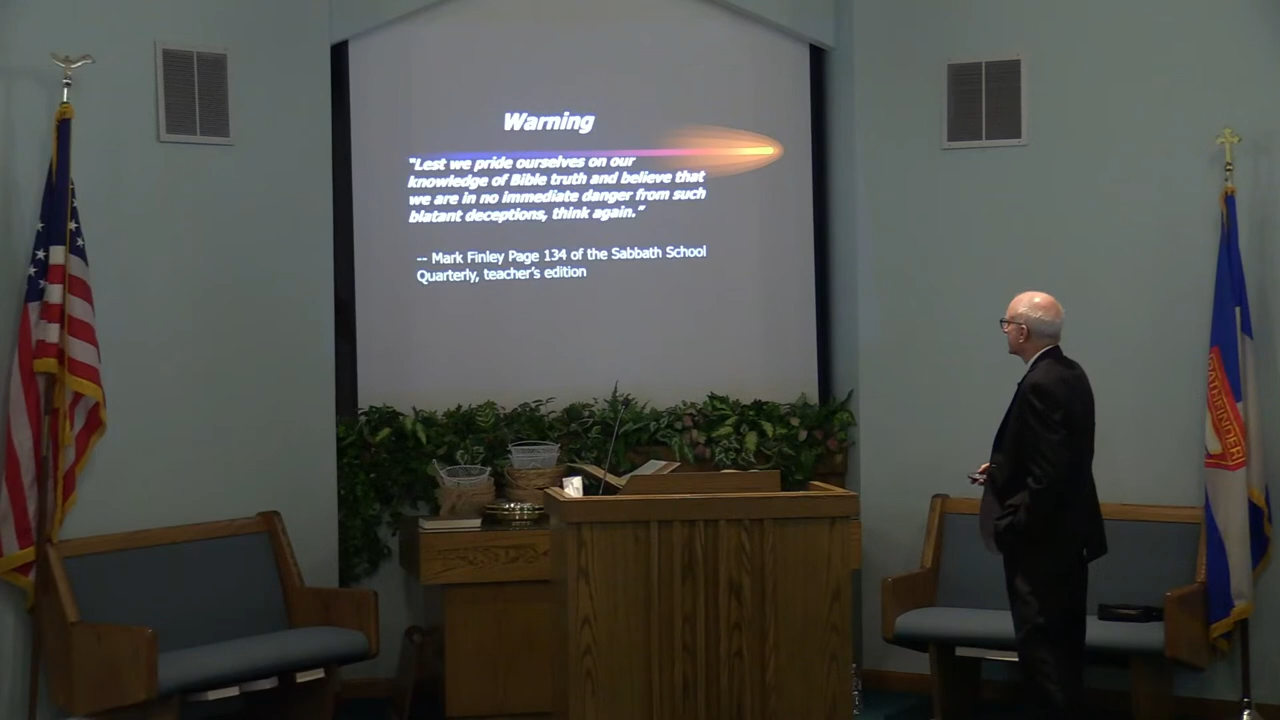 Warning
"Lest we pride ourselves on our
knowledge of Bible truth and believe that
we are in no immediate danger from such
blatant deceptions, think again."
-- Mark Finley Page 134 of the Sabbath School
Quarterly, teacher's edition
PATHFINDER